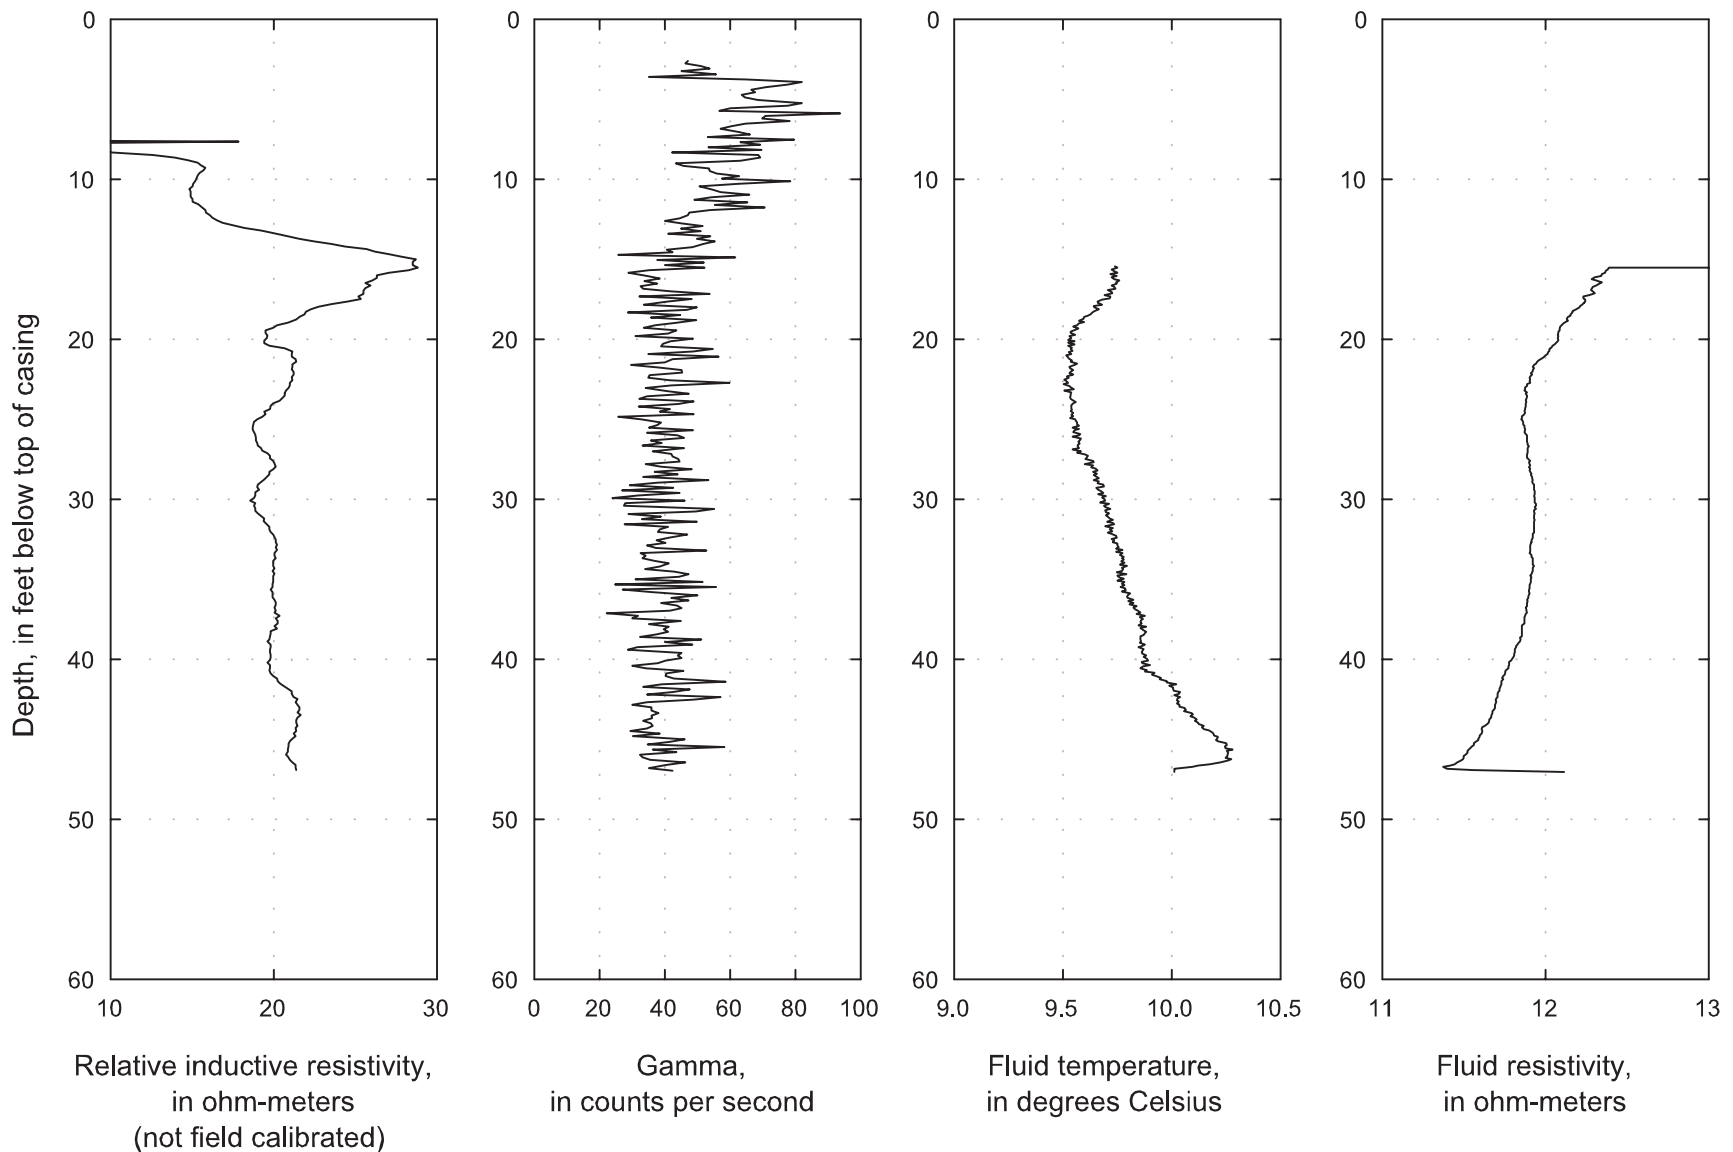 Depth, in feet below top of casing
0
10
20
30
40
50
60
10 20 30
Relative inductive resistivity,
in ohm-meters
(not field calibrated)
0
10
20
30
40
50
60
0 20 40 60 80 100
Gamma,
in counts per second
0
10
20
30
40
50
60
9.0 9.5 10.0 10.5
Fluid temperature,
in degrees Celsius
0
10
20
30
40
50
60
11 12 13
Fluid resistivity,
in ohm-meters